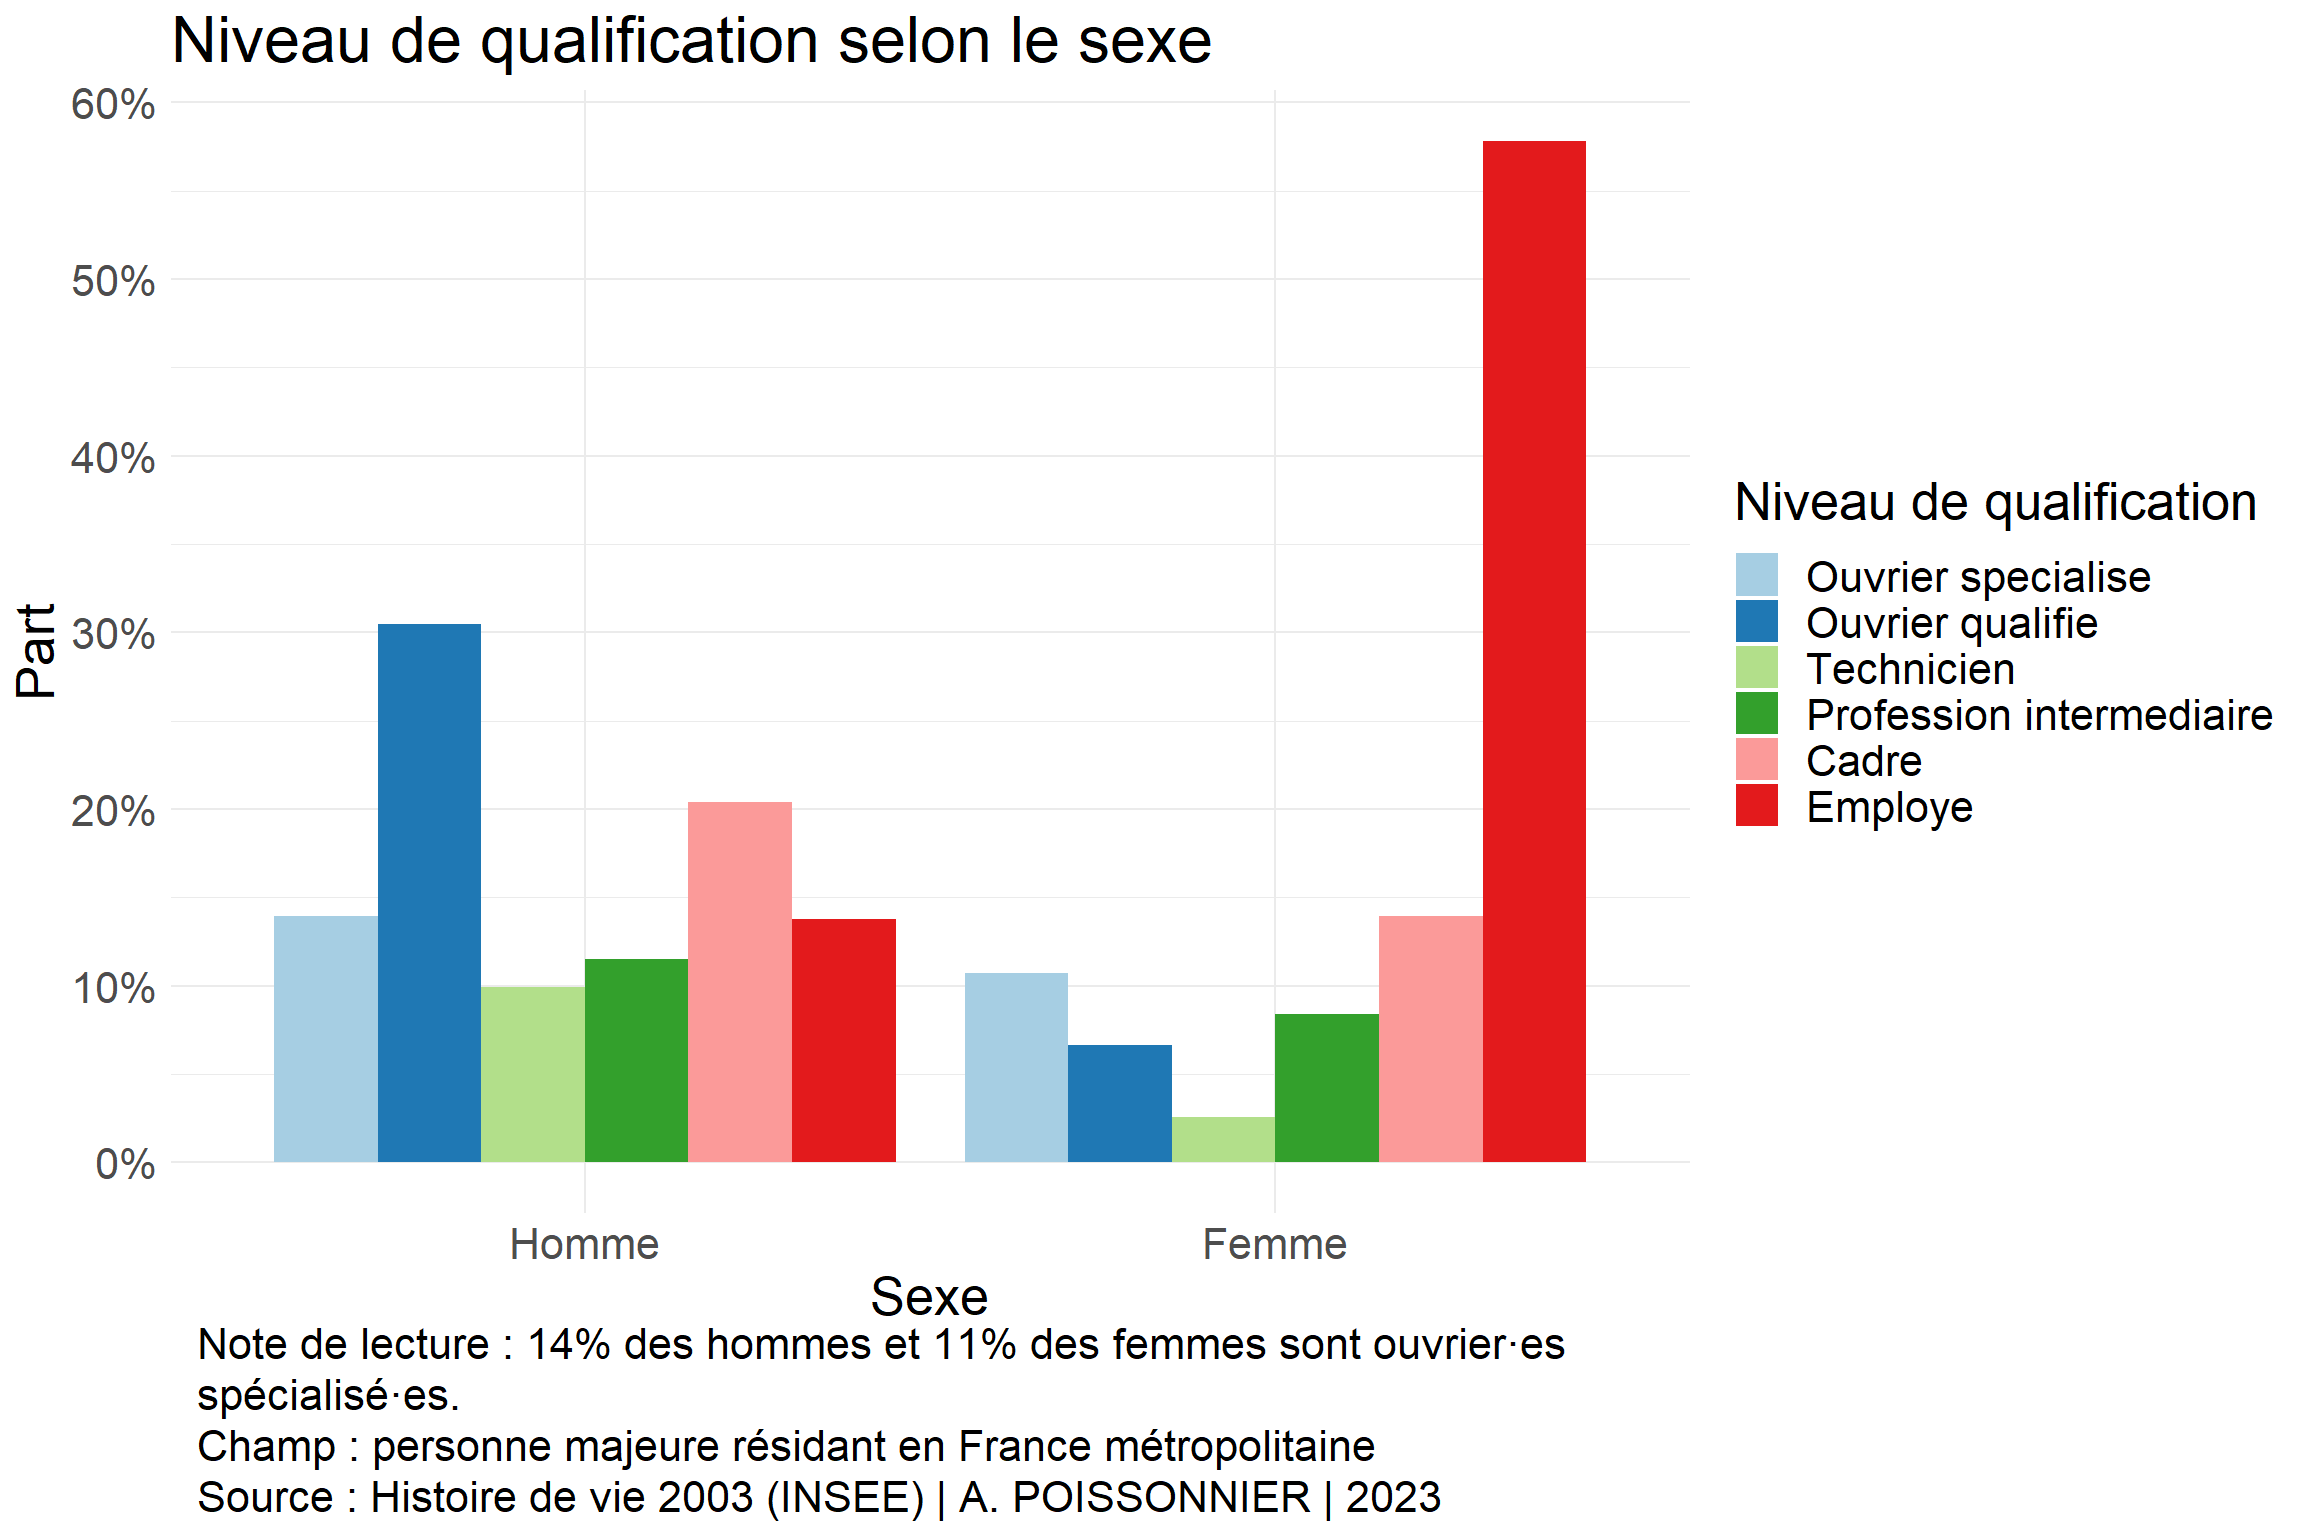 Niveau de qualification selon le sexe
60%
50%
40%
30%
20%
10%
0%
Part
Homme
Femme
Sexe
Niveau de qualification
Ouvrier specialise
Ouvrier qualifie
Technicien
Profession intermediaire
Cadre
Employe
Note de lecture : 14% des hommes et 11% des femmes sont ouvrier·es
spécialisé·es.
Champ : personne majeure résidant en France métropolitaine
Source : Histoire de vie 2003 (INSEE) | A. POISSONNIER | 2023